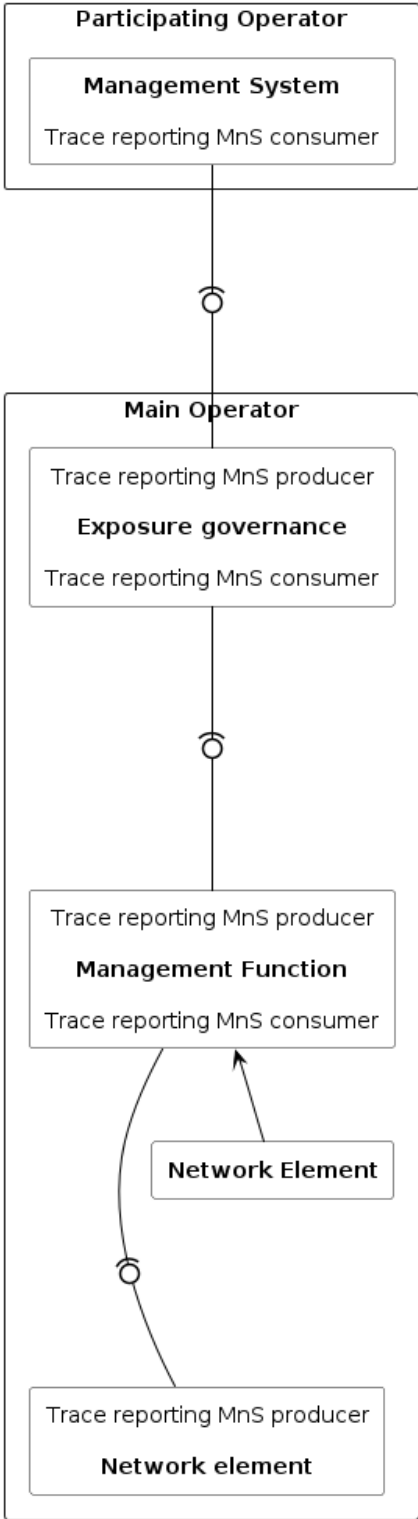 Participating Operator
Management System
Trace reporting MnS consumer
Main Operator
Trace reporting MnS producer
Exposure governance
Trace reporting MnS consumer
Trace reporting MnS producer
Management Function
Trace reporting MnS consumer
Network Element
Trace reporting MnS producer
Network element